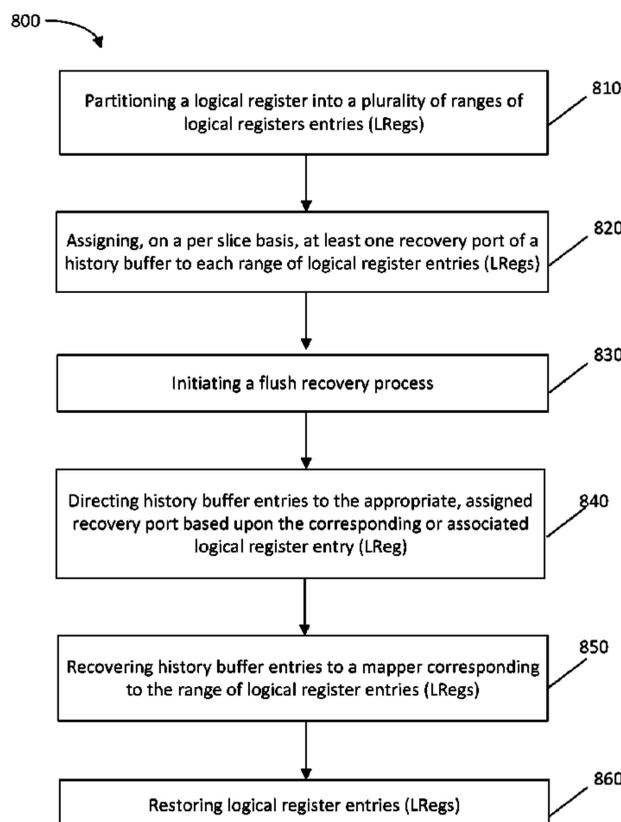 800
Partitioning a logical register into a plurality of ranges of
logical registers entries (LRegs)
810
Assigning, on a per slice basis, at least one recovery port of a
history buffer to each range of logical register entries (LRegs)
820
Initiating a flush recovery process
830
Directing history buffer entries to the appropriate, assigned
recovery port based upon the corresponding or associated
logical register entry (LReg)
840
Recovering history buffer entries to a mapper corresponding
to the range of logical register entries (LRegs)
850
Restoring logical register entries (LRegs)
860